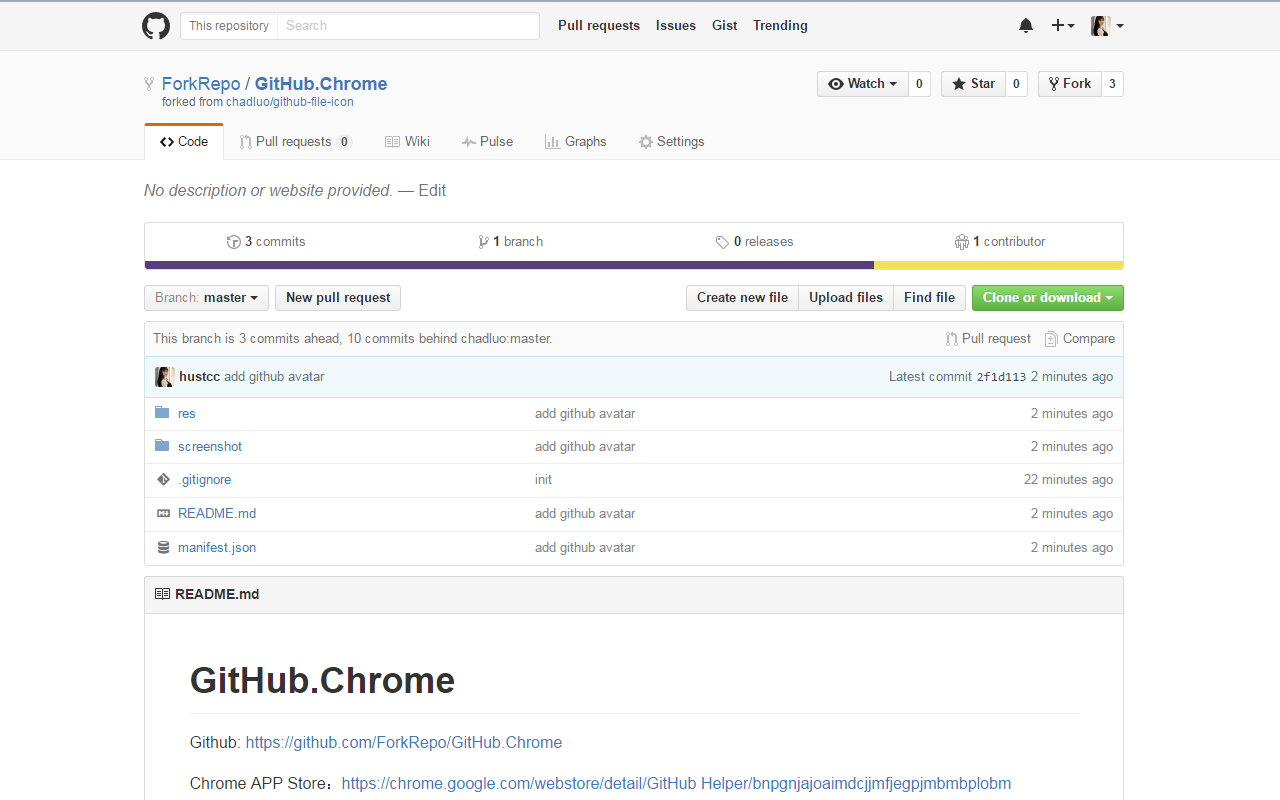 This repository Search Pull requests Issues Gist Trending
ForkRepo / GitHub.Chrome Watch 0 Star 0 Fork 3
forked from chadluo/github-file-icon
Code Pull requests 0 Wiki Pulse Graphs Settings
No description or website provided. — Edit
3 commits 1 branch 0 releases 1 contributor
Branch: master New pull request Create new file Upload files Find file Clone or download
This branch is 3 commits ahead, 10 commits behind chadluo:master. Pull request Compare
hustcc add github avatar Latest commit 2f1d113 2 minutes ago
res add github avatar 2 minutes ago
screenshot add github avatar 2 minutes ago
.gitignore init 22 minutes ago
README.md add github avatar 2 minutes ago
manifest.json add github avatar 2 minutes ago
README.md
GitHub.Chrome
Github: https://github.com/ForkRepo/GitHub.Chrome
Chrome APP Store：https://chrome.google.com/webstore/detail/GitHub Helper/bnpgnjajoaimdcjjmfjegpjmbmbplobm